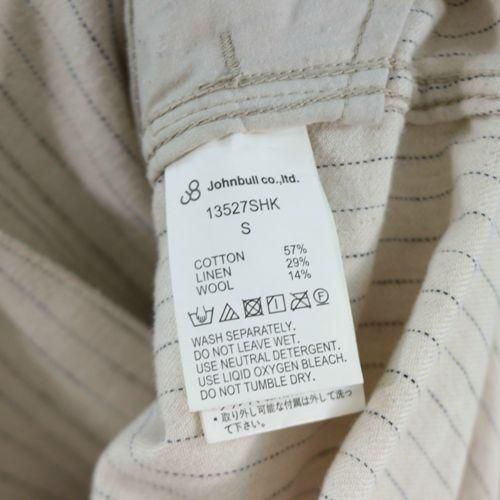 Johnbull co.,ltd.
13527SHK
S
COTTON 57%
LINEN 29%
WOOL 14%
WASH SEPARATELY.
DO NOT LEAVE WET.
USE NEUTRAL DETERGENT.
USE LIQID OXYGEN BLEACH.
DO NOT TUMBLE DRY.
・取り外し可能な付属は外して洗っ
て下さい。